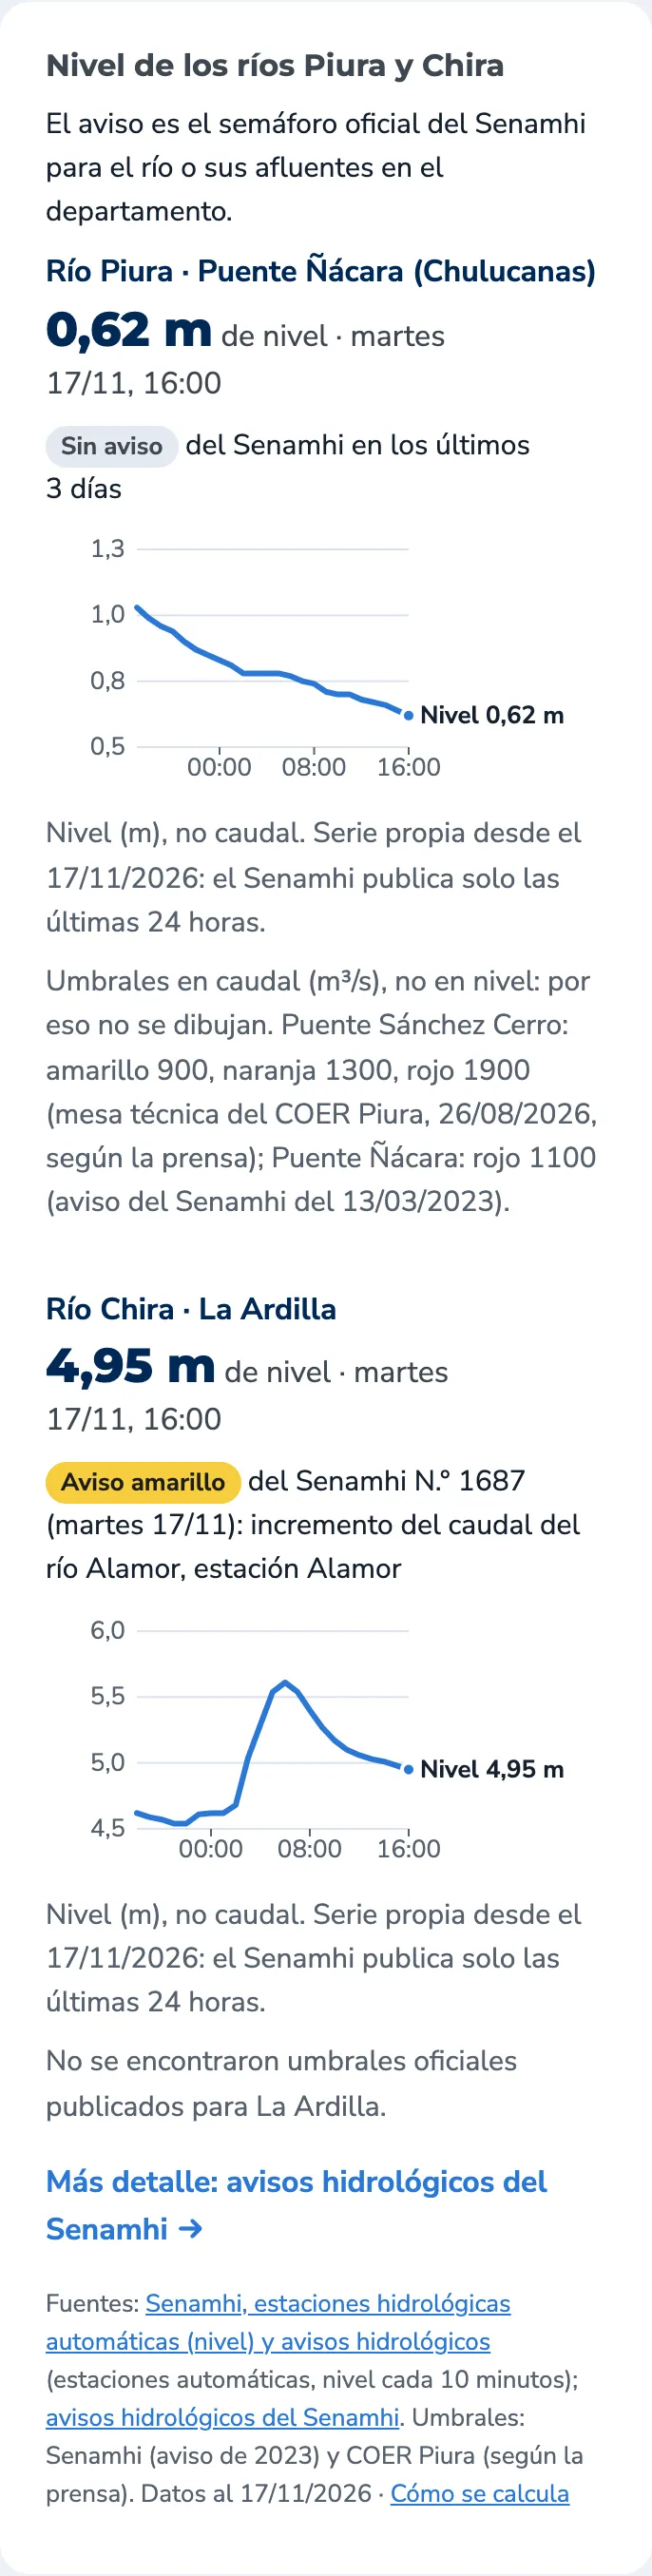 Nivel de los ríos Piura y Chira
El aviso es el semáforo oficial del Senamhi
para el río o sus afluentes en el
departamento.
Río Piura · Puente Ñácara (Chulucanas)
0,62 m de nivel · martes
17/11, 16:00
Sin aviso del Senamhi en los últimos
3 días
1,3
1,0
0,8
Nivel 0,62 m
0,5
00:00 08:00 16:00
Nivel (m), no caudal. Serie propia desde el
17/11/2026: el Senamhi publica solo las
últimas 24 horas.
Umbrales en caudal (m³/s), no en nivel: por
eso no se dibujan. Puente Sánchez Cerro:
amarillo 900, naranja 1300, rojo 1900
(mesa técnica del COER Piura, 26/08/2026,
según la prensa); Puente Ñácara: rojo 1100
(aviso del Senamhi del 13/03/2023).
Río Chira · La Ardilla
4,95 m de nivel · martes
17/11, 16:00
Aviso amarillo del Senamhi N.° 1687
(martes 17/11): incremento del caudal del
río Alamor, estación Alamor
6,0
5,5
5,0
Nivel 4,95 m
4,5
00:00 08:00 16:00
Nivel (m), no caudal. Serie propia desde el
17/11/2026: el Senamhi publica solo las
últimas 24 horas.
No se encontraron umbrales oficiales
publicados para La Ardilla.
Más detalle: avisos hidrológicos del
Senamhi →
Fuentes: Senamhi, estaciones hidrológicas
automáticas (nivel) y avisos hidrológicos
(estaciones automáticas, nivel cada 10 minutos);
avisos hidrológicos del Senamhi. Umbrales:
Senamhi (aviso de 2023) y COER Piura (según la
prensa). Datos al 17/11/2026 · Cómo se calcula